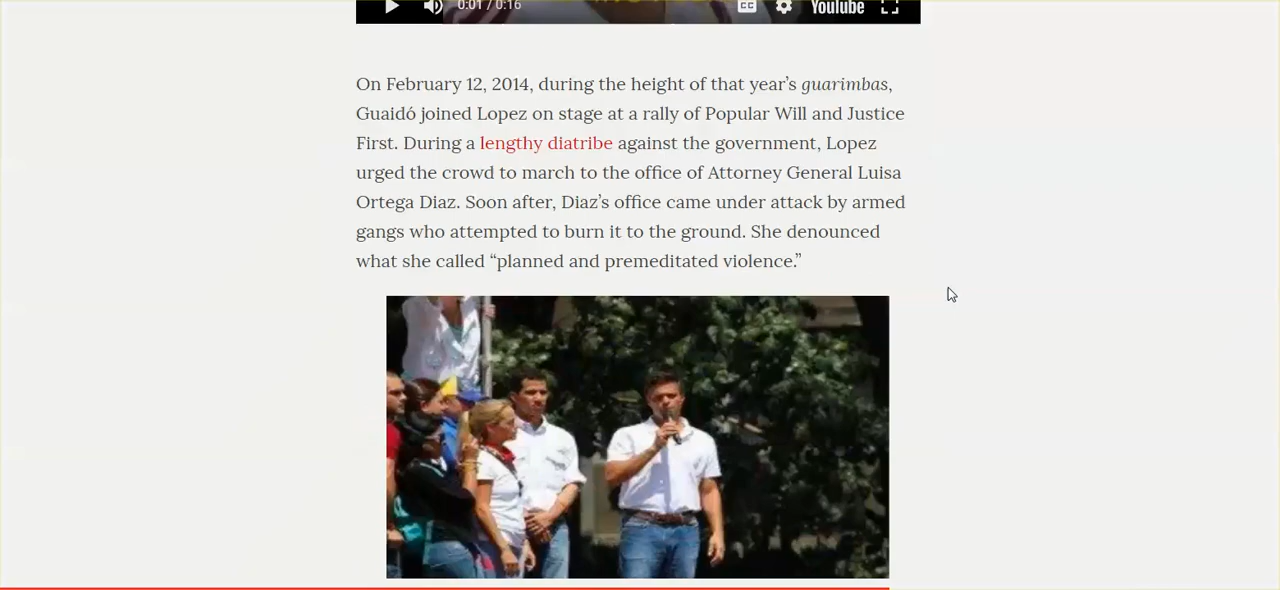 0:01 / 0:16
CC
YouTube
On February 12, 2014, during the height of that year’s guarimbas,
Guaidó joined Lopez on stage at a rally of Popular Will and Justice
First. During a lengthy diatribe against the government, Lopez
urged the crowd to march to the office of Attorney General Luisa
Ortega Diaz. Soon after, Diaz’s office came under attack by armed
gangs who attempted to burn it to the ground. She denounced
what she called “planned and premeditated violence.”